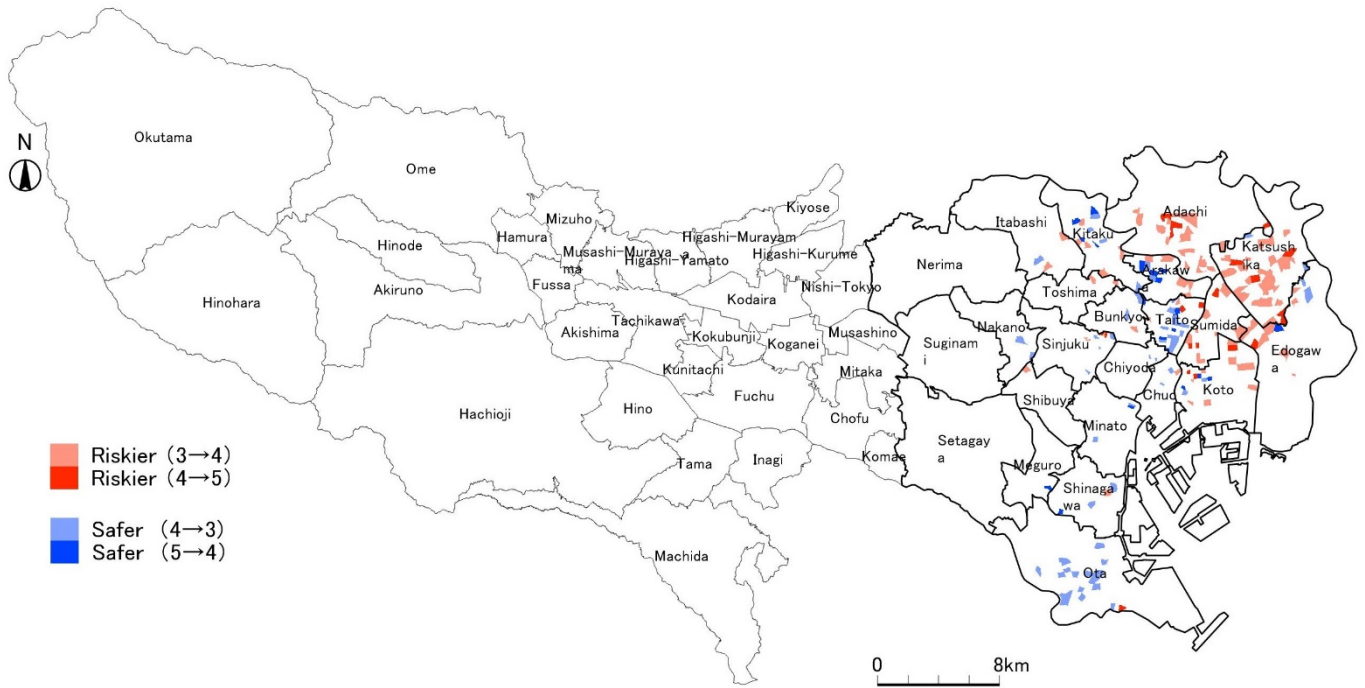 N
Okutama
Ome
Mizuho
Hamura
Hinode
Musashi-Muraya
ma
Higashi-Murayam
a
Higashi-Yamato
Kiyose
Higashi-Kurume
Akiruno
Fussa
Hinohara
Kodaira
Nishi-Tokyo
Akishima
Tachikawa
Kokubunji
Koganei
Musashino
Kunitachi
Mitaka
Hachioji
Hino
Fuchu
Chofu
Tama
Inagi
Komae
Machida
Itabashi
Kitaku
Adachi
Nerima
Arakaw
a
Katsush
ika
Toshima
Bunkyo
Taito
Sumida
Nakano
Suginam
i
Sinjuku
Chiyoda
Edogaw
a
Shibuya
Chuo
Koto
Minato
Setagay
a
Meguro
Shinaga
wa
Ota
Riskier (3→4)
Riskier (4→5)
Safer (4→3)
Safer (5→4)
0 8km